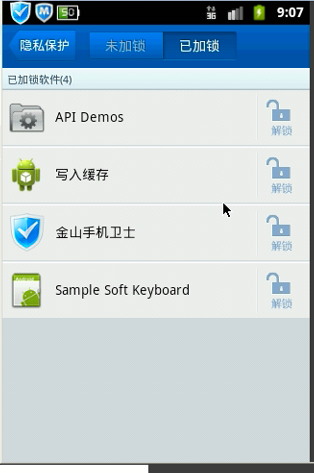 50
3G
9:07
隐私保护
未加锁
已加锁
已加锁软件(4)
API Demos
解锁
写入缓存
解锁
金山手机卫士
解锁
Sample Soft Keyboard
解锁